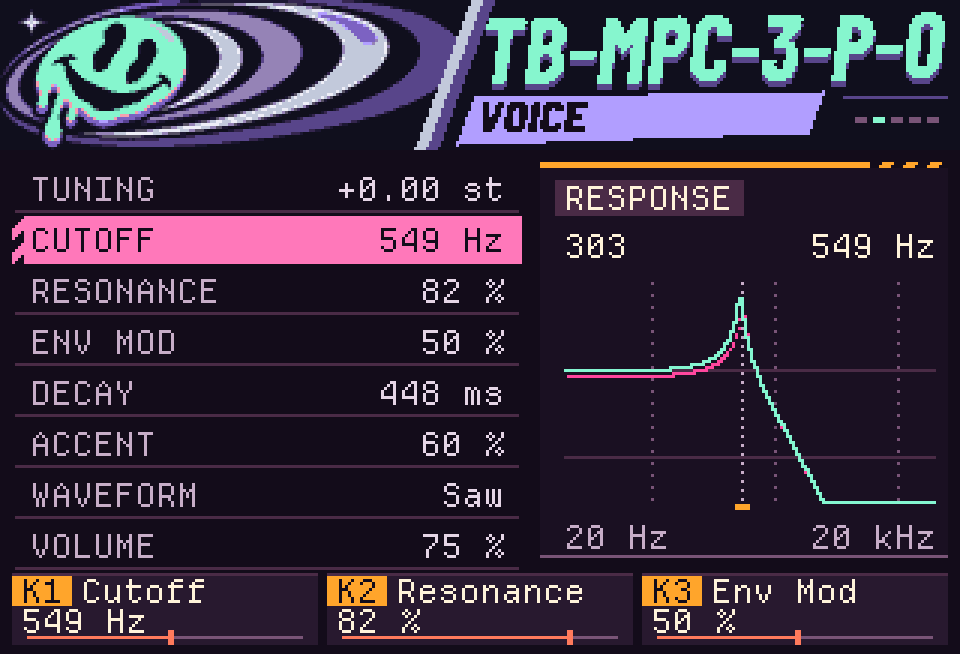 TB-MPC-3-P-0
VOICE
TUNING +0.00 st
CUTOFF 549 Hz
RESONANCE 82 %
ENV MOD 50 %
DECAY 448 ms
ACCENT 60 %
WAVEFORM Saw
VOLUME 75 %
RESPONSE
303 549 Hz
20 Hz 20 kHz
K1 Cutoff
549 Hz
K2 Resonance
82 %
K3 Env Mod
50 %